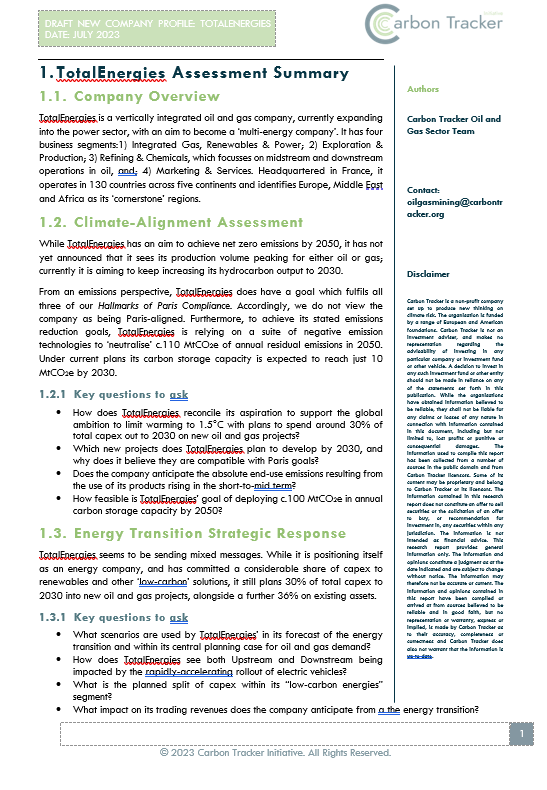 DRAFT NEW COMPANY PROFILE: TOTALENERGIES
DATE: JULY 2023
Carbon Tracker
Initiative
1. TotalEnergies Assessment Summary
1.1. Company Overview
TotalEnergies is a vertically integrated oil and gas company, currently expanding
into the power sector, with an aim to become a ‘multi-energy company’. It has four
business segments:1) Integrated Gas, Renewables & Power; 2) Exploration &
Production; 3) Refining & Chemicals, which focusses on midstream and downstream
operations in oil, and; 4) Marketing & Services. Headquartered in France, it
operates in 130 countries across five continents and identifies Europe, Middle East
and Africa as its ‘cornerstone’ regions.
1.2. Climate-Alignment Assessment
While TotalEnergies has an aim to achieve net zero emissions by 2050, it has not
yet announced that it sees its production volume peaking for either oil or gas;
currently it is aiming to keep increasing its hydrocarbon output to 2030.
From an emissions perspective, TotalEnergies does have a goal which fulfils all
three of our Hallmarks of Paris Compliance. Accordingly, we do not view the
company as being Paris-aligned. Furthermore, to achieve its stated emissions
reduction goals, TotalEnergies is relying on a suite of negative emission
technologies to ‘neutralise’ c.110 MtCO₂e of annual residual emissions in 2050.
Under current plans its carbon storage capacity is expected to reach just 10
MtCO₂e by 2030.
1.2.1 Key questions to ask
• How does TotalEnergies reconcile its aspiration to support the global
ambition to limit warming to 1.5°C with plans to spend around 30% of
total capex out to 2030 on new oil and gas projects?
• Which new projects does TotalEnergies plan to develop by 2030, and
why does it believe they are compatible with Paris goals?
• Does the company anticipate the absolute end-use emissions resulting from
the use of its products rising in the short-to-mid term?
• How feasible is TotalEnergies’ goal of deploying c.100 MtCO₂e in annual
carbon storage capacity by 2050?
1.3. Energy Transition Strategic Response
TotalEnergies seems to be sending mixed messages. While it is positioning itself
as an energy company, and has committed a considerable share of capex to
renewables and other ‘low-carbon’ solutions, it still plans 30% of total capex to
2030 into new oil and gas projects, alongside a further 36% on existing assets.
1.3.1 Key questions to ask
• What scenarios are used by TotalEnergies’ in its forecast of the energy
transition and within its central planning case for oil and gas demand?
• How does TotalEnergies see both Upstream and Downstream being
impacted by the rapidly-accelerating rollout of electric vehicles?
• What is the planned split of capex within its “low-carbon energies”
segment?
• What impact on its trading revenues does the company anticipate from a the energy transition?
Authors
Carbon Tracker Oil and
Gas Sector Team
Contact:
oilgasmining@carbontr
acker.org
Disclaimer
Carbon Tracker is a non-profit company
set up to produce new thinking on
climate risk. The organisation is funded
by a range of European and American
foundations. Carbon Tracker is not an
investment adviser, and makes no
representation regarding the
advisability of investing in any
particular company or investment fund
or other vehicle. A decision to invest in
any such investment fund or other entity
should not be made in reliance on any
of the statements set forth in this
publication. While the organisations
have obtained information believed to
be reliable, they shall not be liable for
any claims or losses of any nature in
connection with information contained
in this document, including but not
limited to, lost profits or punitive or
consequential damages. The
information used to compile this report
has been collected from a number of
sources in the public domain and from
Carbon Tracker licensors. Some of its
content may be proprietary and belong
to Carbon Tracker or its licensors. The
information contained in this research
report does not constitute an offer to sell
securities or the solicitation of an offer
to buy, or recommendation for
investment in, any securities within any
jurisdiction. The information is not
intended as financial advice. This
research report provides general
information only. The information and
opinions constitute a judgment as at the
date indicated and are subject to change
without notice. The information may
therefore not be accurate or current. The
information and opinions contained in
this report have been compiled or
arrived at from sources believed to be
reliable and in good faith, but no
representation or warranty, express or
implied, is made by Carbon Tracker as
to their accuracy, completeness or
correctness and Carbon Tracker does
also not warrant that the information is
up-to-date.
1
© 2023 Carbon Tracker Initiative. All Rights Reserved.